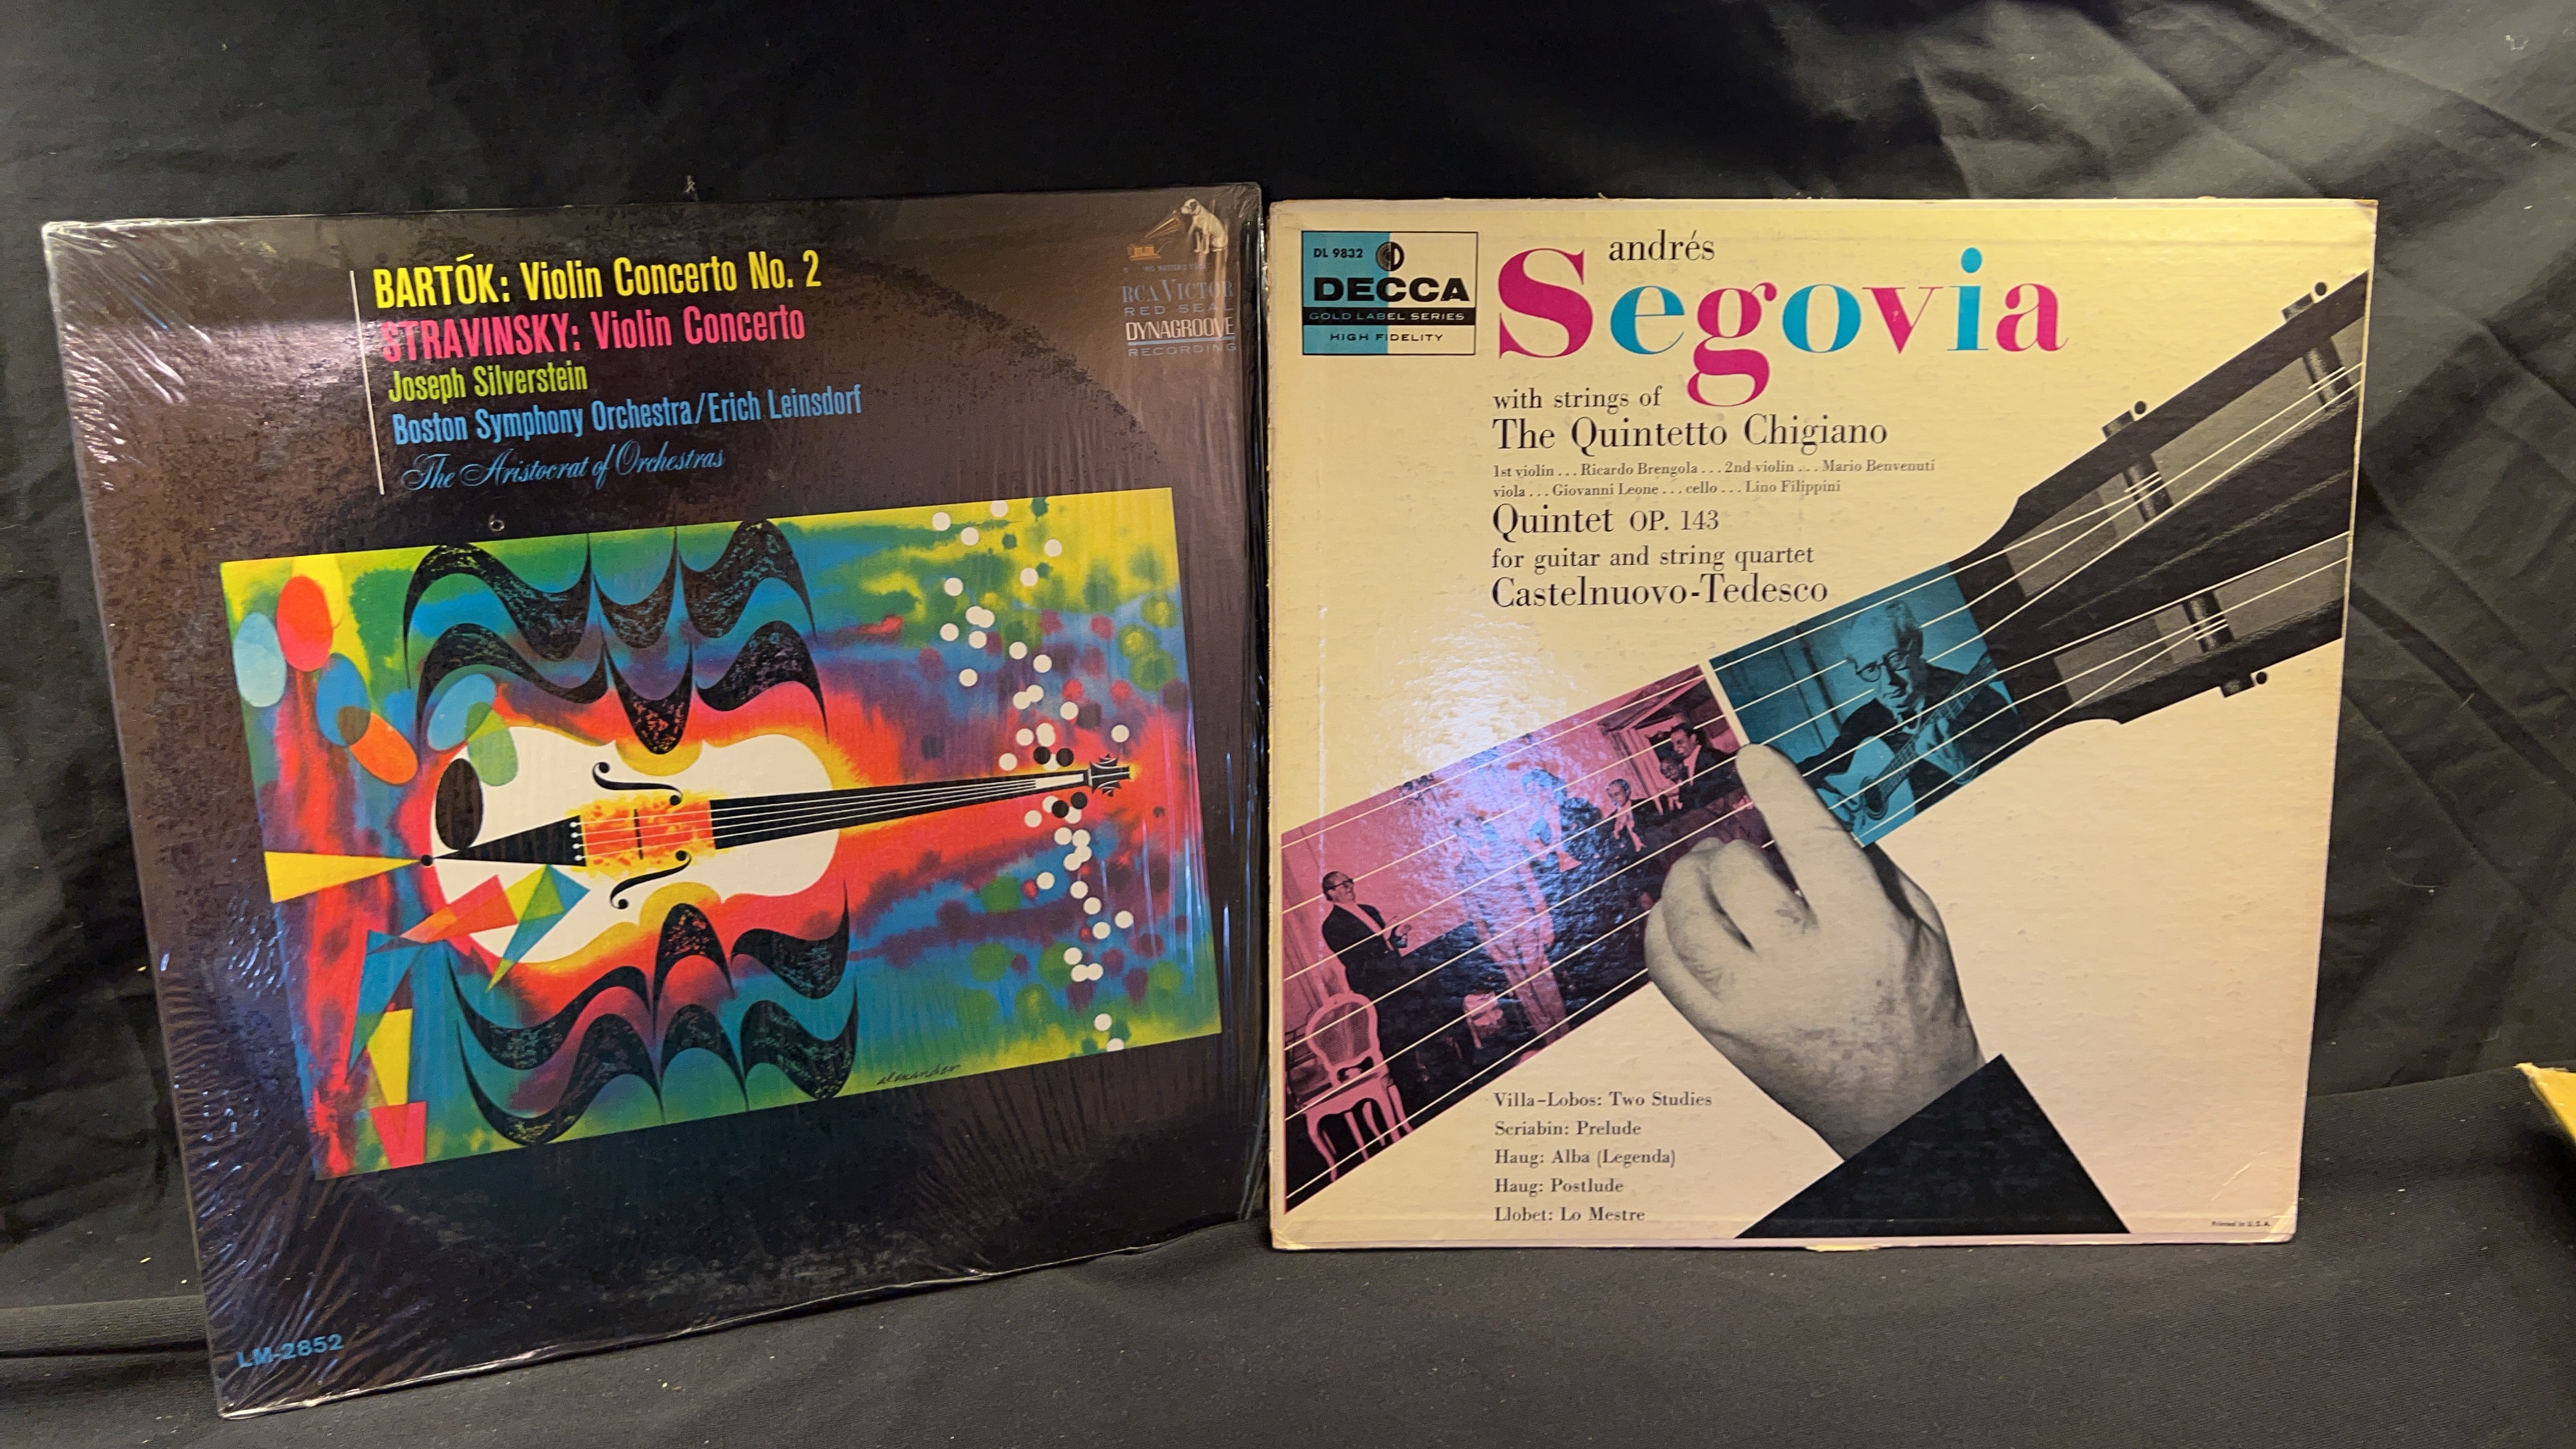 BARTÓK: Violin Concerto No. 2
STRAVINSKY: Violin Concerto
Joseph Silverstein
Boston Symphony Orchestra/Erich Leinsdorf
The Aristocrat of Orchestras
RCA VICTOR
RED SEAL
DYNAGROOVE
RECORDING
alexander
LM-2852
DL 9832
DECCA
GOLD LABEL SERIES
HIGH FIDELITY
andrés
Segovia
with strings of
The Quintetto Chigiano
1st violin ... Ricardo Brengola ... 2nd violin ... Mario Benvenuti
viola ... Giovanni Leone ... cello ... Lino Filippini
Quintet OP. 143
for guitar and string quartet
Castelnuovo-Tedesco
Villa-Lobos: Two Studies
Scriabin: Prelude
Haug: Alba (Legenda)
Haug: Postlude
Llobet: Lo Mestre
Printed in U.S.A.